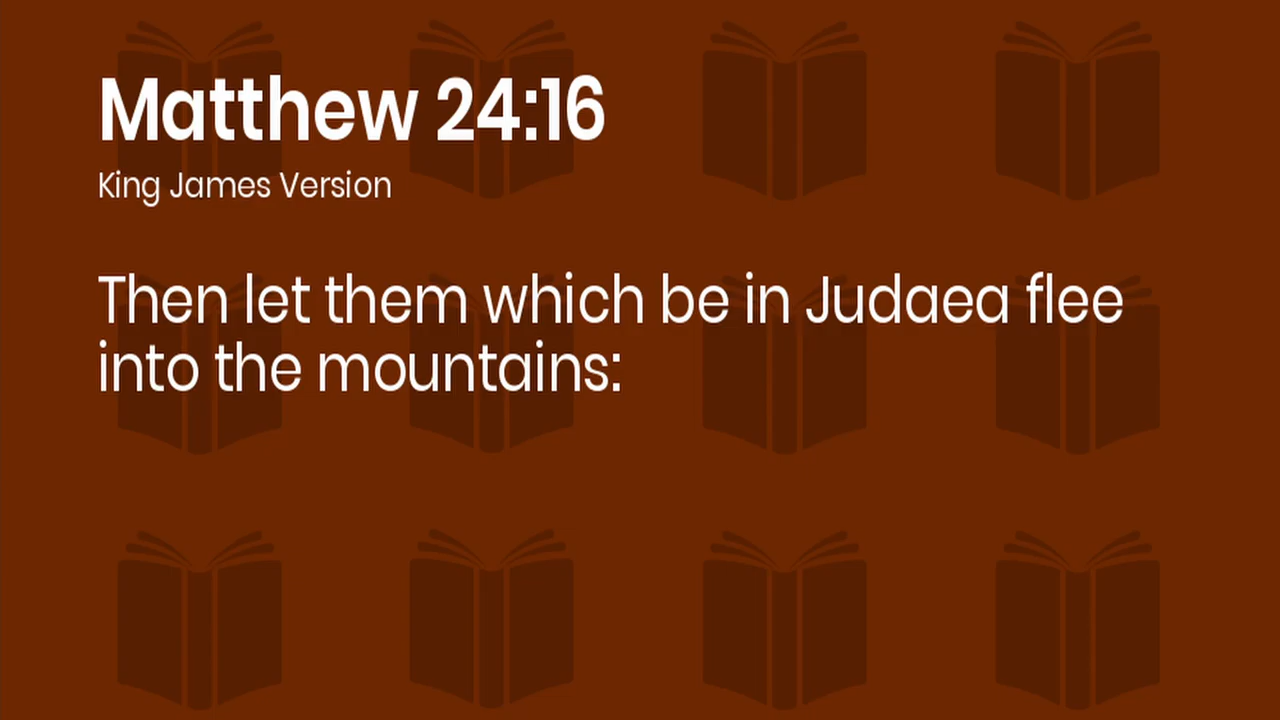 Matthew 24:16
King James Version
Then let them which be in Judaea flee
into the mountains: